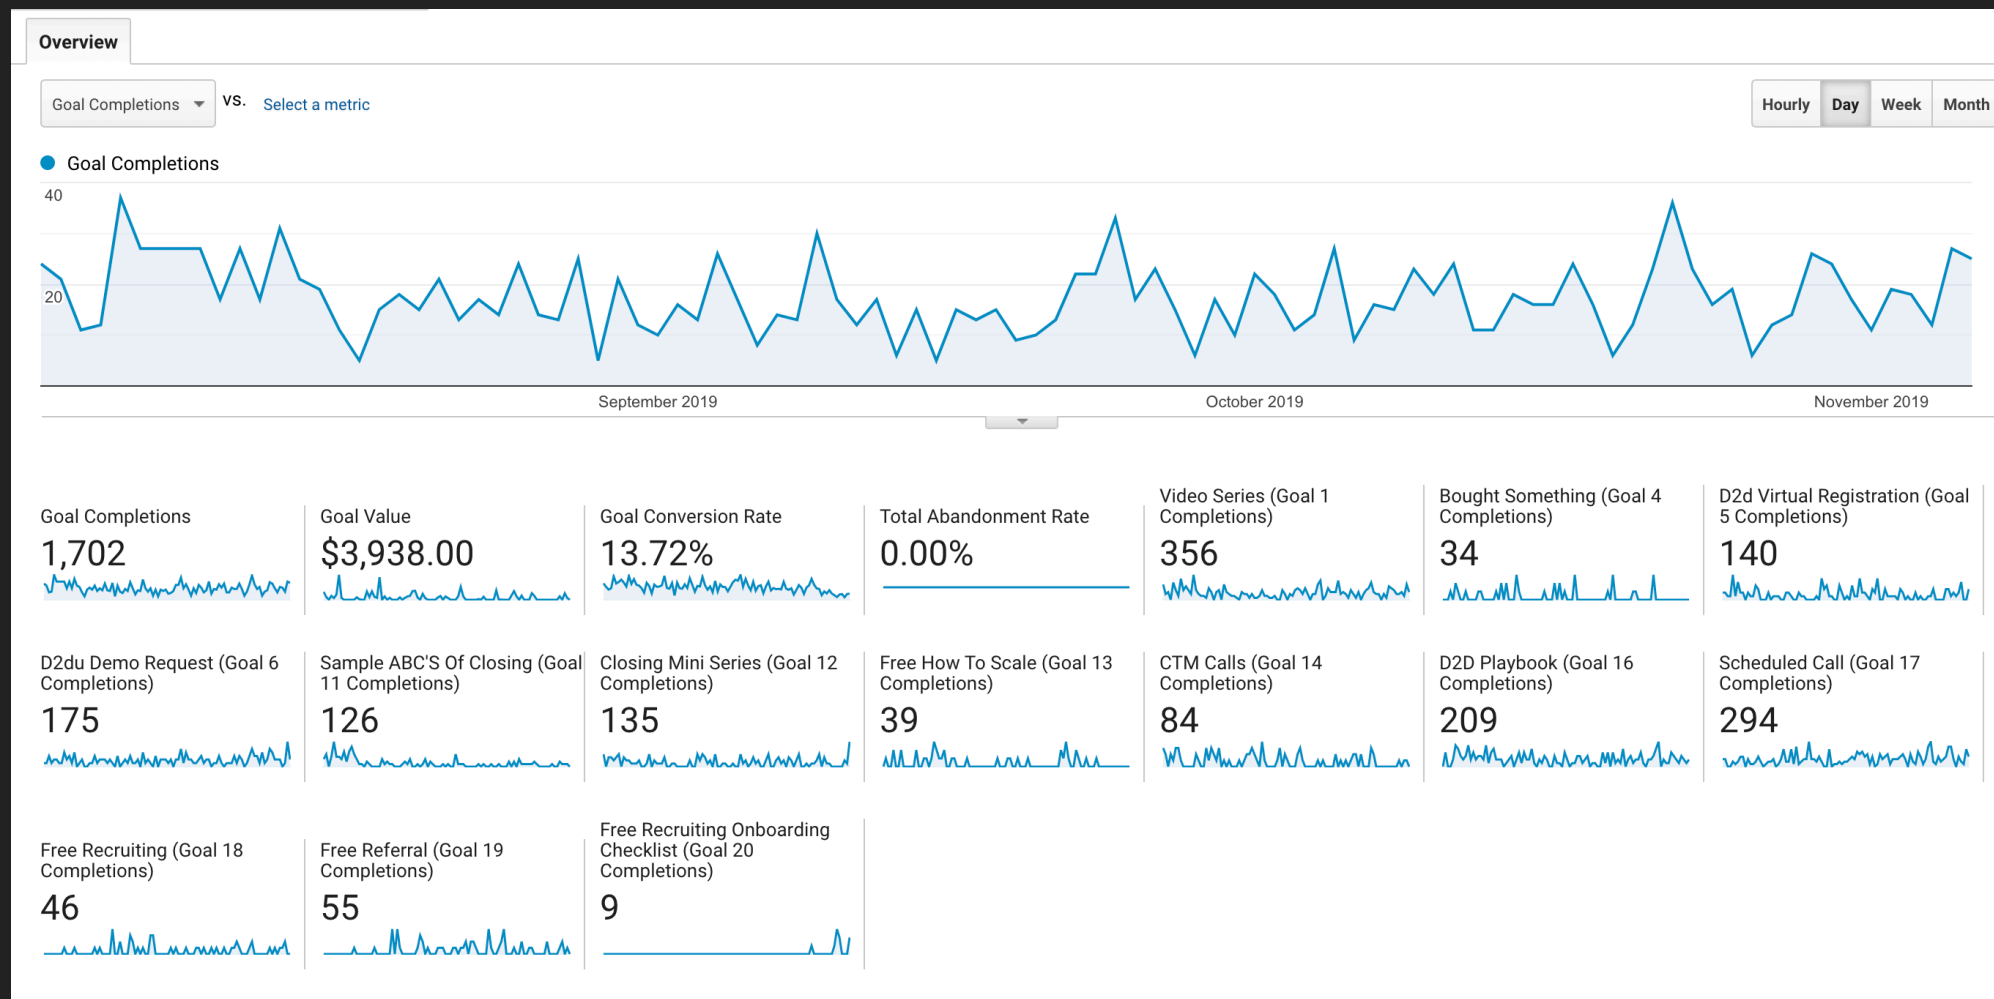 Overview
Goal Completions
vs.
Select a metric
Hourly
Day
Week
Month
Goal Completions
40
20
September 2019
October 2019
November 2019
Goal Completions
1,702
Goal Value
$3,938.00
Goal Conversion Rate
13.72%
Total Abandonment Rate
0.00%
Video Series (Goal 1
Completions)
356
Bought Something (Goal 4
Completions)
34
D2d Virtual Registration (Goal
5 Completions)
140
D2du Demo Request (Goal 6
Completions)
175
Sample ABC'S Of Closing (Goal
11 Completions)
126
Closing Mini Series (Goal 12
Completions)
135
Free How To Scale (Goal 13
Completions)
39
CTM Calls (Goal 14
Completions)
84
D2D Playbook (Goal 16
Completions)
209
Scheduled Call (Goal 17
Completions)
294
Free Recruiting (Goal 18
Completions)
46
Free Referral (Goal 19
Completions)
55
Free Recruiting Onboarding
Checklist (Goal 20
Completions)
9